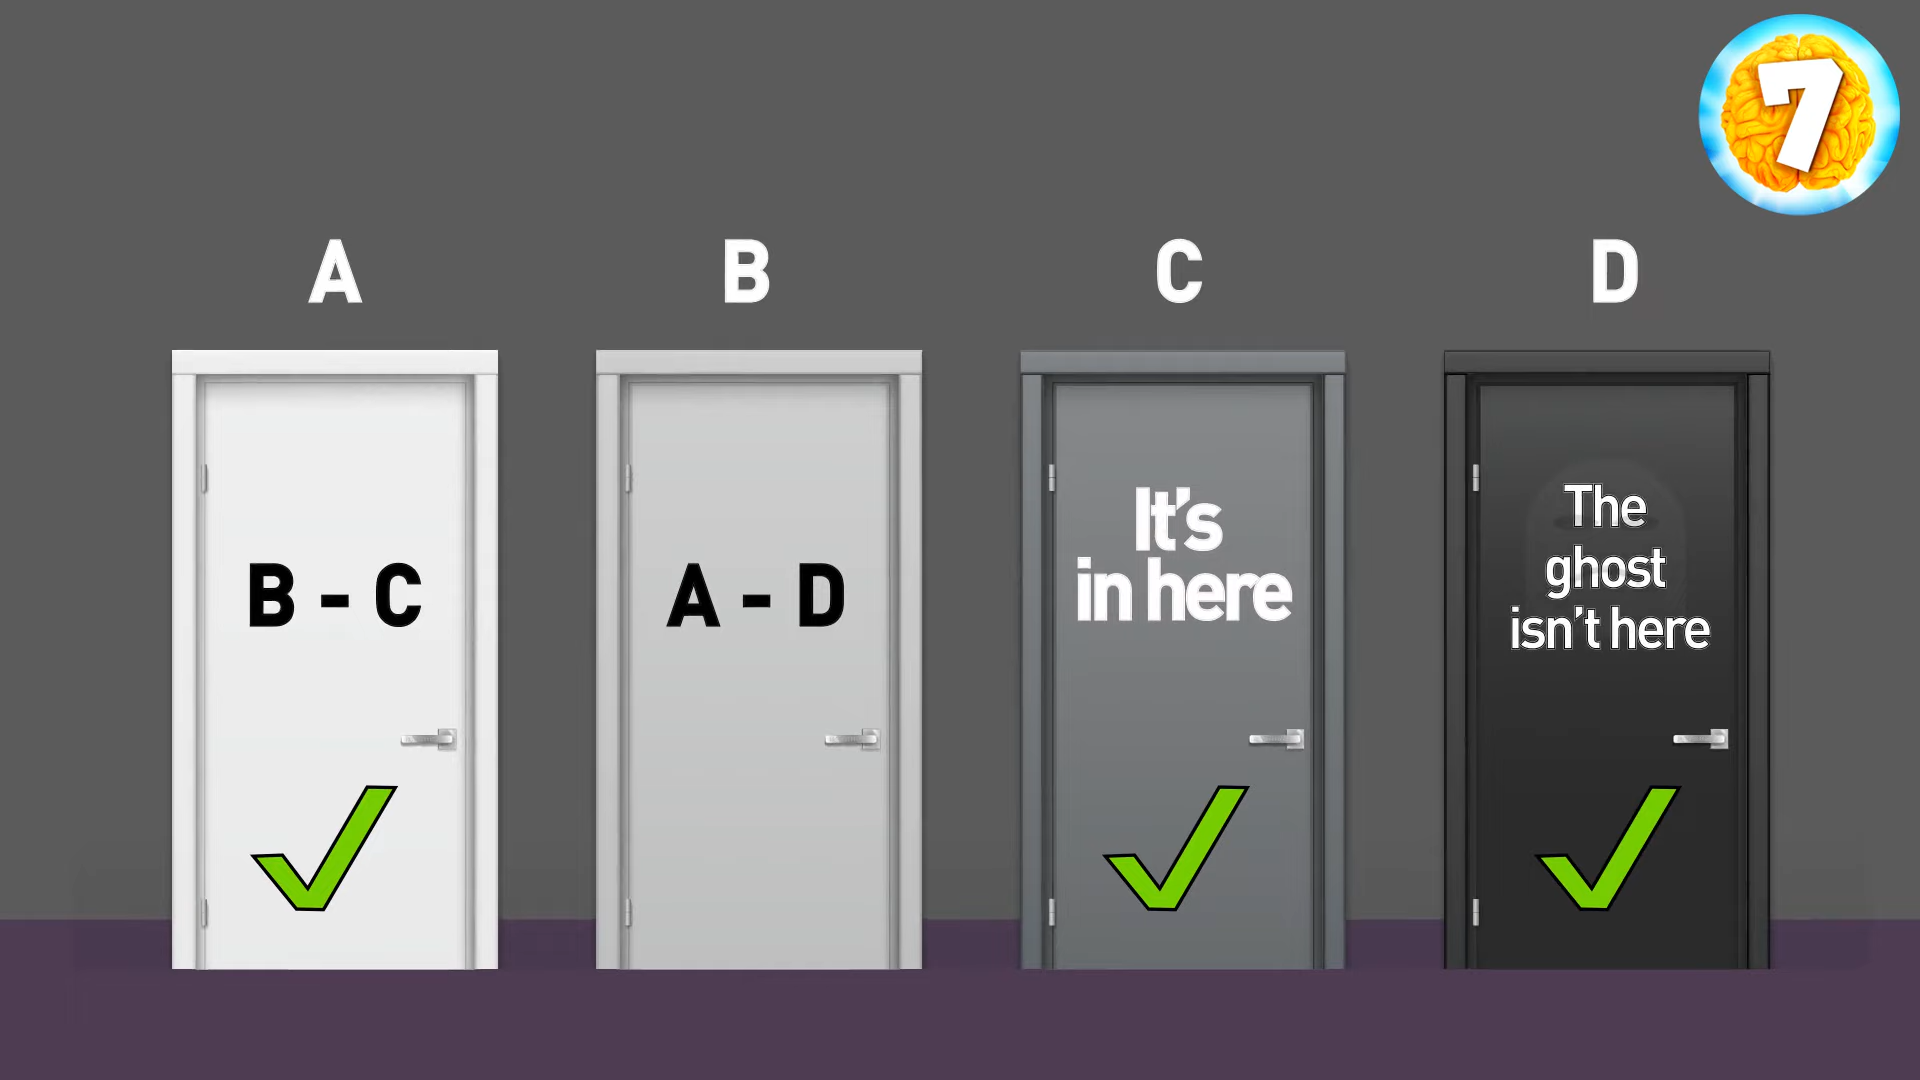 7
A B C D
B - C
A - D
It's
in here
The
ghost
isn't here